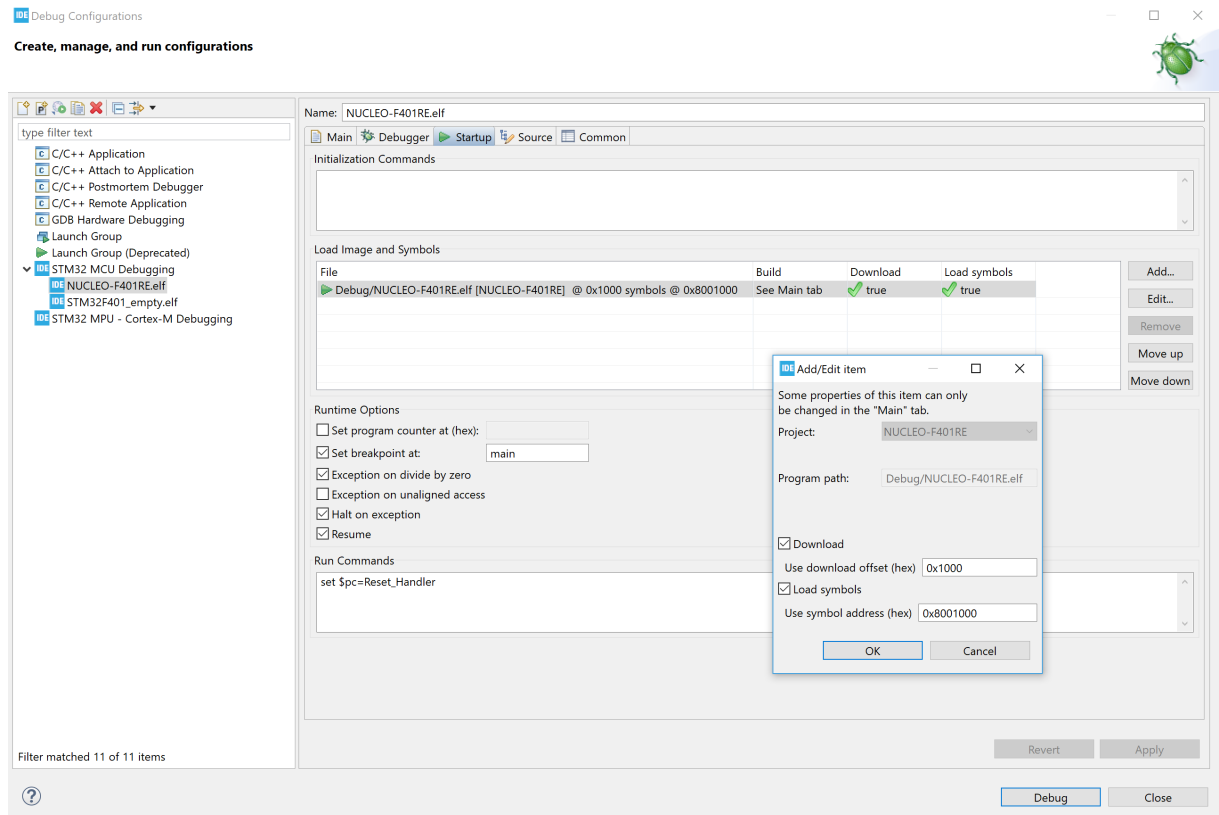 IDE Debug Configurations
Create, manage, and run configurations
type filter text
C/C++ Application
C/C++ Attach to Application
C/C++ Postmortem Debugger
C/C++ Remote Application
GDB Hardware Debugging
Launch Group
Launch Group (Deprecated)
IDE STM32 MCU Debugging
IDE NUCLEO-F401RE.elf
IDE STM32F401_empty.elf
IDE STM32 MPU - Cortex-M Debugging
Filter matched 11 of 11 items
Name: NUCLEO-F401RE.elf
Main Debugger Startup Source Common
Initialization Commands
Load Image and Symbols
File Build Download Load symbols
Debug/NUCLEO-F401RE.elf [NUCLEO-F401RE] @ 0x1000 symbols @ 0x8001000 See Main tab true true
Add...
Edit...
Remove
Move up
Move down
Runtime Options
Set program counter at (hex):
Set breakpoint at: main
Exception on divide by zero
Exception on unaligned access
Halt on exception
Resume
Run Commands
set $pc=Reset_Handler
IDE Add/Edit item
Some properties of this item can only
be changed in the "Main" tab.
Project: NUCLEO-F401RE
Program path: Debug/NUCLEO-F401RE.elf
Download
Use download offset (hex) 0x1000
Load symbols
Use symbol address (hex) 0x8001000
OK Cancel
Revert Apply
? Debug Close